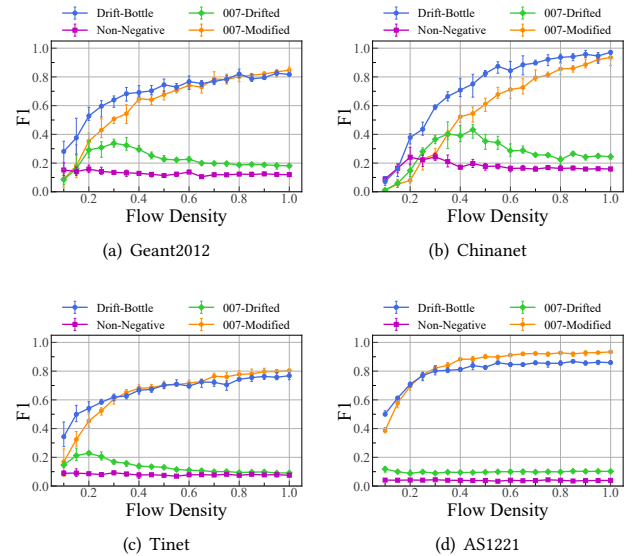 Drift-Bottle 007-Drifted
Non-Negative 007-Modified
1.0
0.8
0.6
0.4
0.2
0.0
F1
0.2 0.4 0.6 0.8 1.0
Flow Density
(a) Geant2012
Drift-Bottle 007-Drifted
Non-Negative 007-Modified
1.0
0.8
0.6
0.4
0.2
0.0
F1
0.2 0.4 0.6 0.8 1.0
Flow Density
(b) Chinanet
Drift-Bottle 007-Drifted
Non-Negative 007-Modified
1.0
0.8
0.6
0.4
0.2
0.0
F1
0.2 0.4 0.6 0.8 1.0
Flow Density
(c) Tinet
Drift-Bottle 007-Drifted
Non-Negative 007-Modified
1.0
0.8
0.6
0.4
0.2
0.0
F1
0.2 0.4 0.6 0.8 1.0
Flow Density
(d) AS1221